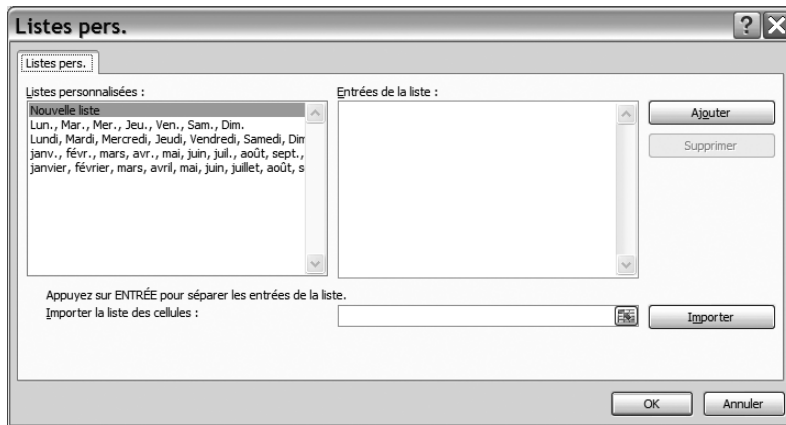 Listes pers.
Listes pers.
Listes personnalisées :
Entrées de la liste :
Nouvelle liste
Lun., Mar., Mer., Jeu., Ven., Sam., Dim.
Lundi, Mardi, Mercredi, Jeudi, Vendredi, Samedi, Dim
janv., févr., mars, avr., mai, juin, juil., août, sept.,
janvier, février, mars, avril, mai, juin, juillet, août, s
Ajouter
Supprimer
Appuyez sur ENTRÉE pour séparer les entrées de la liste.
Importer la liste des cellules :
Importer
OK
Annuler